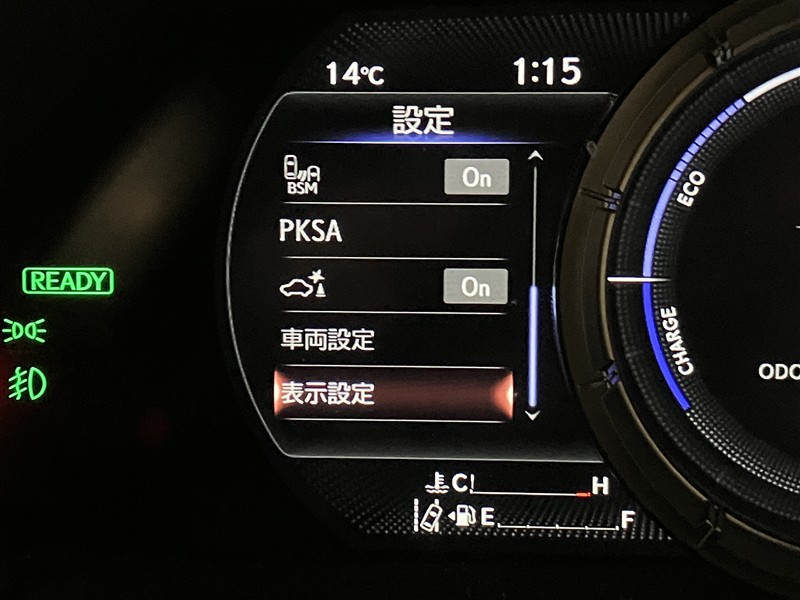 14℃ 1:15
設定
BSM On
PKSA
On
車両設定
表示設定
READY
ECO
CHARGE
ODO
C H
E F